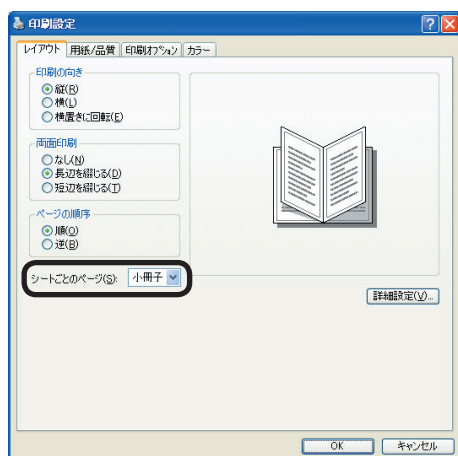 印刷設定
レイアウト 用紙/品質 印刷オプション カラー
印刷の向き
縦(R)
横(L)
横置きに回転(E)
両面印刷
なし(N)
長辺を綴じる(D)
短辺を綴じる(T)
ページの順序
順(O)
逆(B)
シートごとのページ(S): 小冊子
詳細設定(V)...
OK キャンセル